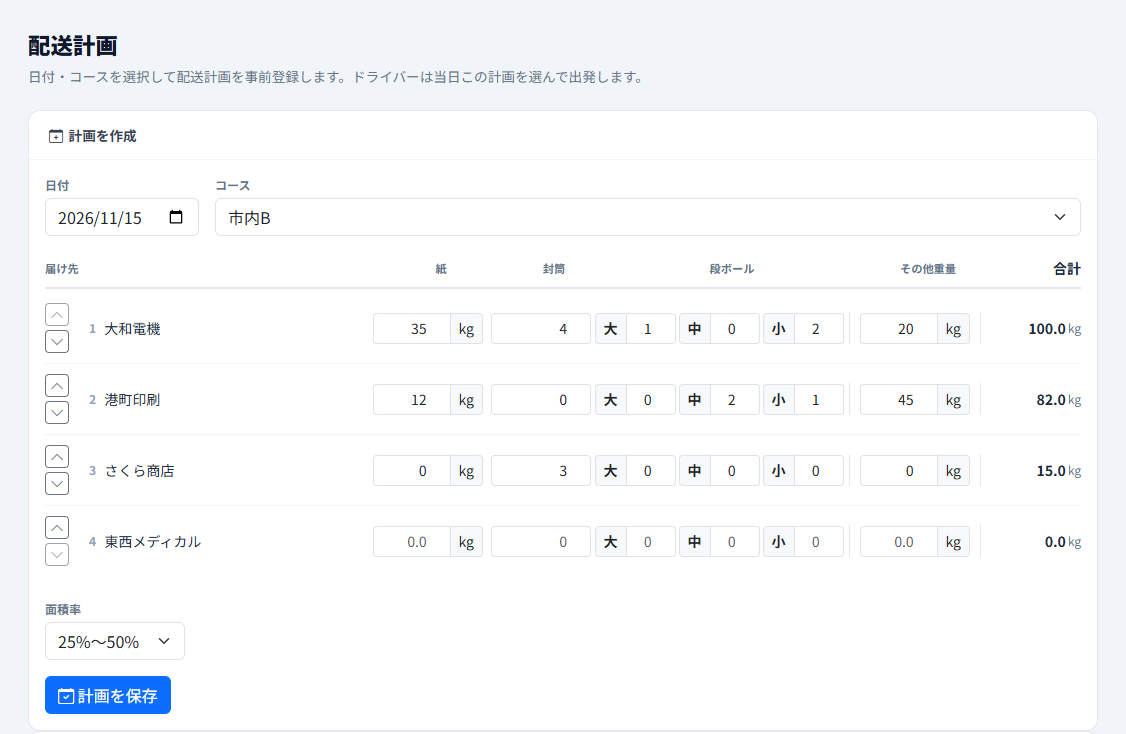 配送計画
日付・コースを選択して配送計画を事前登録します。ドライバーは当日この計画を選んで出発します。
計画を作成
日付 コース
2026/11/15 市内B
届け先 紙 封筒 段ボール その他重量 合計
1 大和電機 35 kg 4 大 1 中 0 小 2 20 kg 100.0 kg
2 港町印刷 12 kg 0 大 0 中 2 小 1 45 kg 82.0 kg
3 さくら商店 0 kg 3 大 0 中 0 小 0 0 kg 15.0 kg
4 東西メディカル 0.0 kg 0 大 0 中 0 小 0 0.0 kg 0.0 kg
面積率
25%〜50%
計画を保存